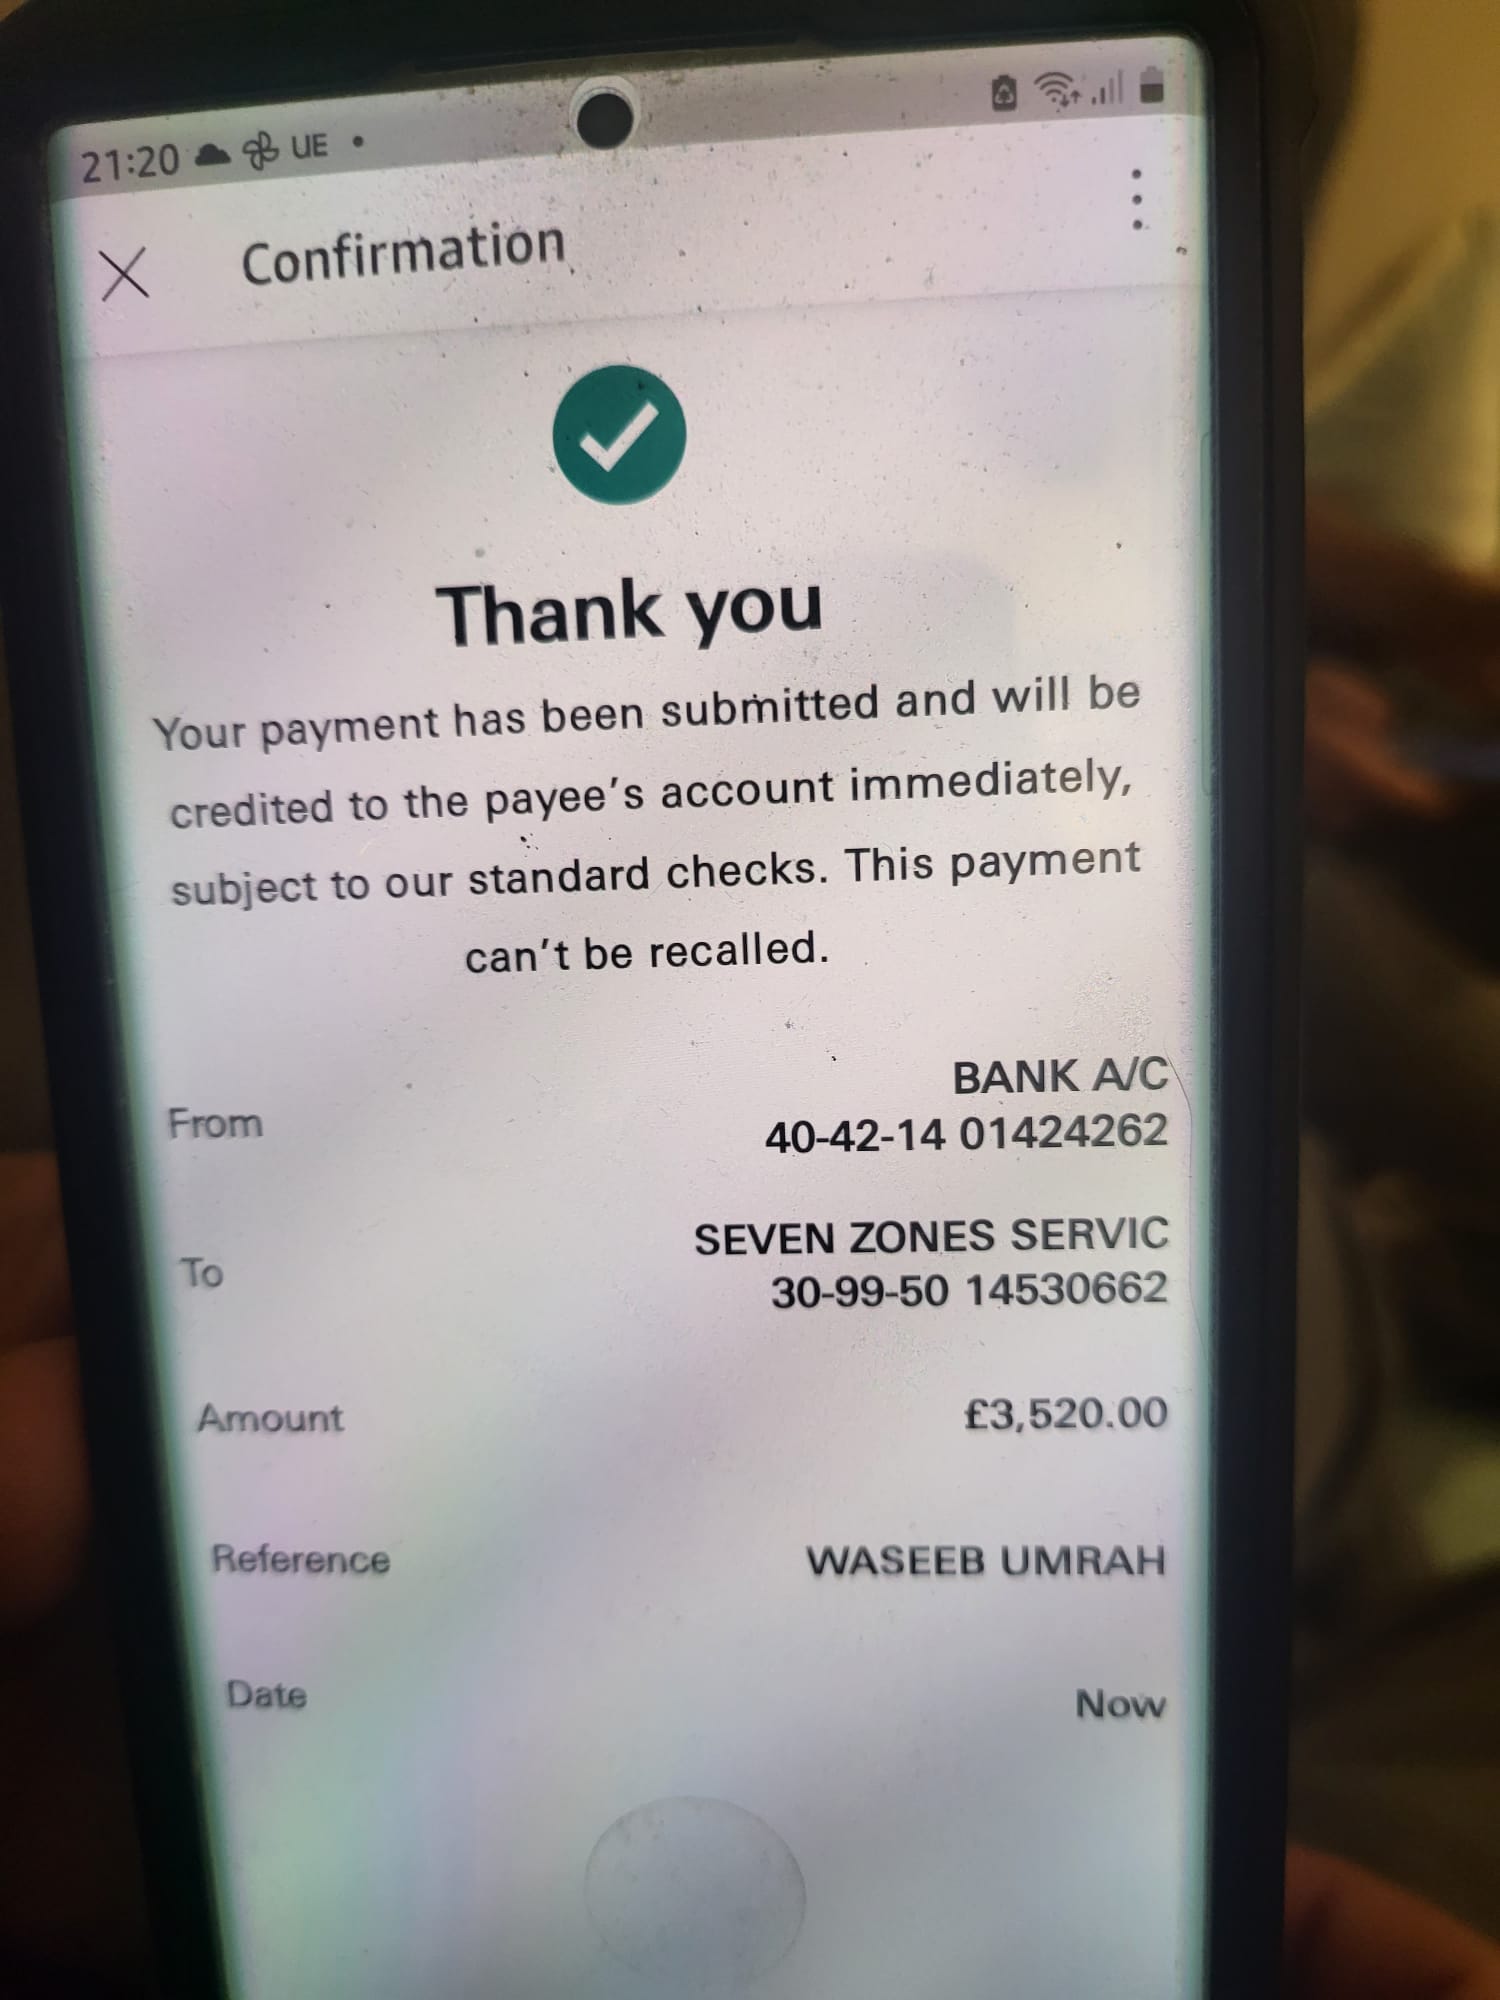 21:20 UE
Confirmation
Thank you
Your payment has been submitted and will be
credited to the payee's account immediately,
subject to our standard checks. This payment
can't be recalled.
From
BANK A/C
40-42-14 01424262
To
SEVEN ZONES SERVIC
30-99-50 14530662
Amount
£3,520.00
Reference
WASEEB UMRAH
Date
Now